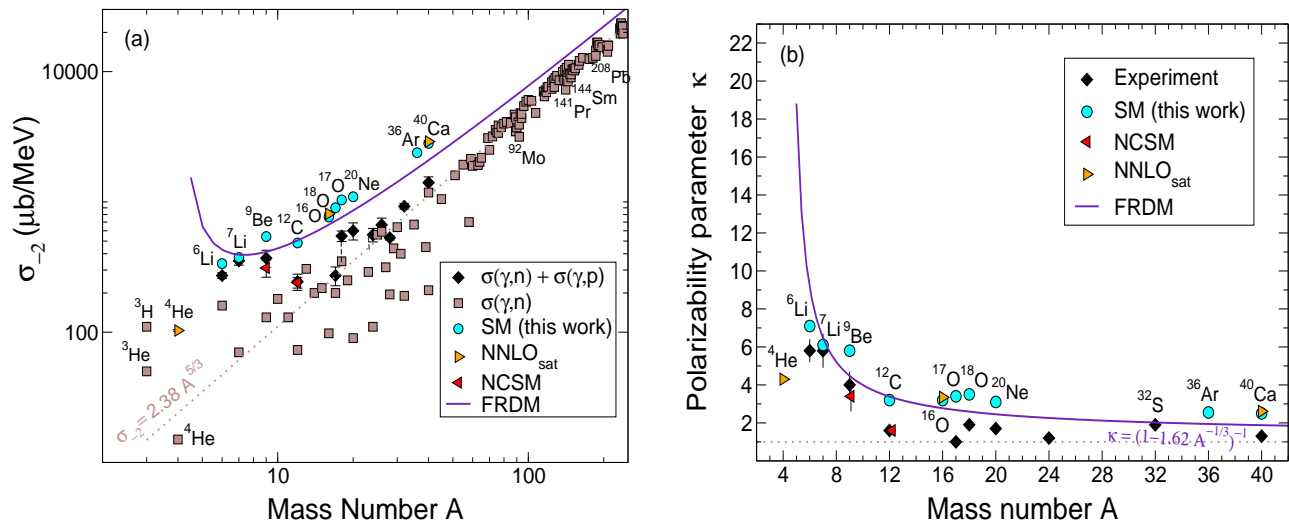 (a)
σ₋₂ (μb/MeV)
10000
100
³H
³He
⁴He
⁴He
⁶Li
⁷Li
⁹Be
¹²C
¹⁶O
¹⁸O
¹⁷O
²⁰Ne
³⁶Ar
⁴⁰Ca
⁹²Mo
¹⁴¹Pr
¹⁴⁴Sm
²⁰⁸Pb
σ₋₂ = 2.38 A^5/3
σ(γ,n) + σ(γ,p)
σ(γ,n)
SM (this work)
NNLO_sat
NCSM
FRDM
10
100
Mass Number A
(b)
Polarizability parameter κ
22
20
18
16
14
12
10
8
6
4
2
Experiment
SM (this work)
NCSM
NNLO_sat
FRDM
⁴He
⁶Li
⁷Li
⁹Be
¹²C
¹⁶O
¹⁷O
¹⁸O
²⁰Ne
³²S
³⁶Ar
⁴⁰Ca
κ = (1–1.62 A^–1/3)^–1
4 8 12 16 20 24 28 32 36 40
Mass number A